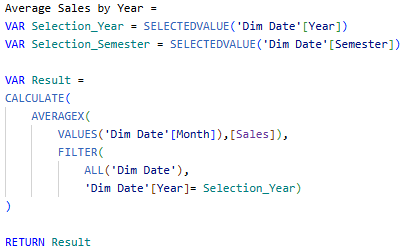 Average Sales by Year =
VAR Selection_Year = SELECTEDVALUE('Dim Date'[Year])
VAR Selection_Semester = SELECTEDVALUE('Dim Date'[Semester])
VAR Result =
CALCULATE(
AVERAGEX(
VALUES('Dim Date'[Month]),[Sales]),
FILTER(
ALL('Dim Date'),
'Dim Date'[Year]= Selection_Year)
)
RETURN Result